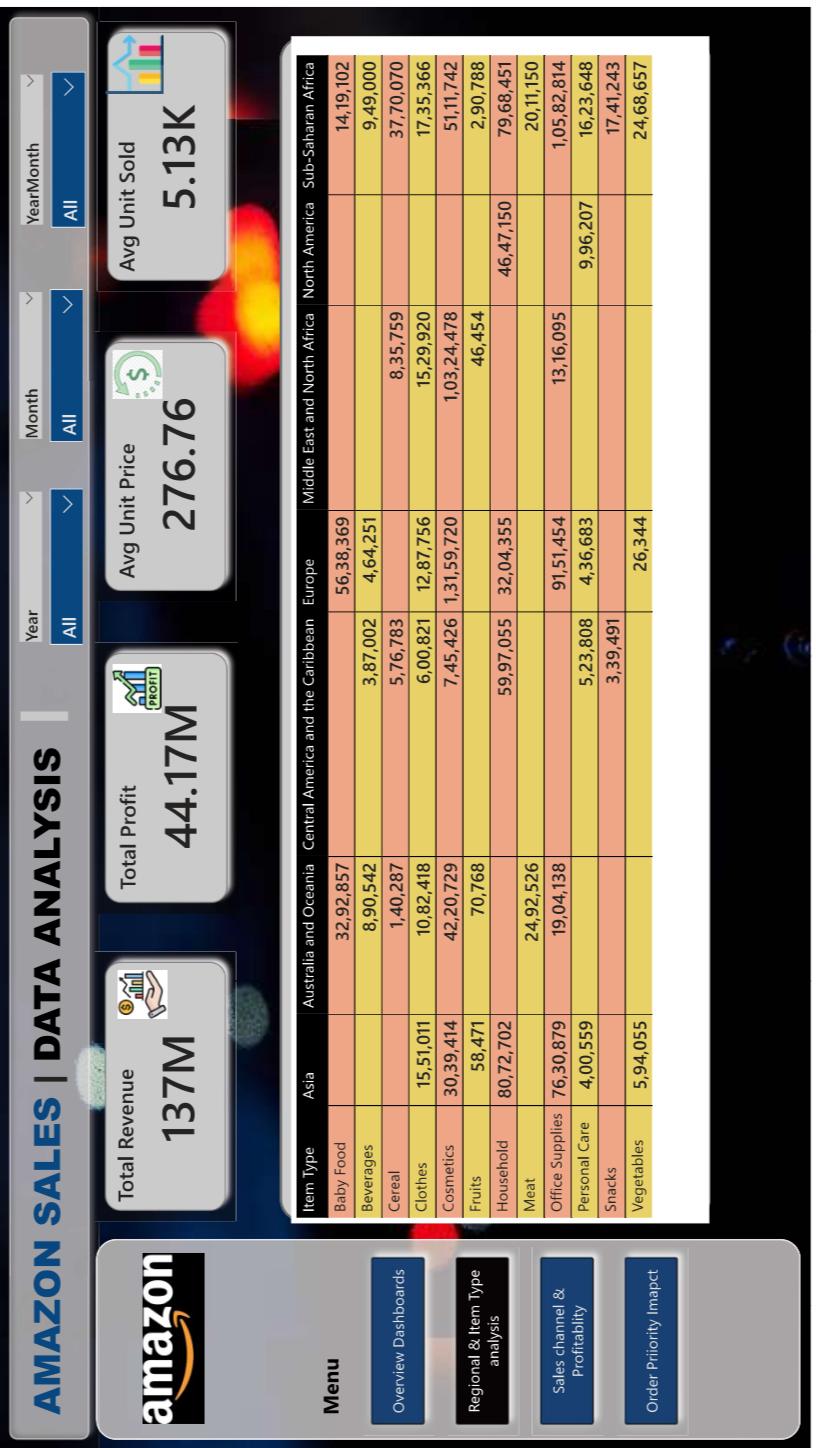 AMAZON SALES | DATA ANALYSIS
Year
All
Month
All
YearMonth
All
amazon
Menu
Overview Dashboards
Regional & Item Type
analysis
Sales channel &
Profitablity
Order Priiority Imapct
Total Revenue
137M
Total Profit
PROFIT
44.17M
Avg Unit Price
$
276.76
Avg Unit Sold
5.13K
Item Type Asia Australia and Oceania Central America and the Caribbean Europe Middle East and North Africa North America Sub-Saharan Africa
Baby Food 32,92,857 56,38,369 14,19,102
Beverages 8,90,542 3,87,002 4,64,251 9,49,000
Cereal 1,40,287 5,76,783 8,35,759 37,70,070
Clothes 15,51,011 10,82,418 6,00,821 12,87,756 15,29,920 17,35,366
Cosmetics 30,39,414 42,20,729 7,45,426 1,31,59,720 1,03,24,478 51,11,742
Fruits 58,471 70,768 46,454 2,90,788
Household 80,72,702 59,97,055 32,04,355 46,47,150 79,68,451
Meat 24,92,526 20,11,150
Office Supplies 76,30,879 19,04,138 91,51,454 13,16,095 1,05,82,814
Personal Care 4,00,559 5,23,808 4,36,683 9,96,207 16,23,648
Snacks 3,39,491 17,41,243
Vegetables 5,94,055 26,344 24,68,657